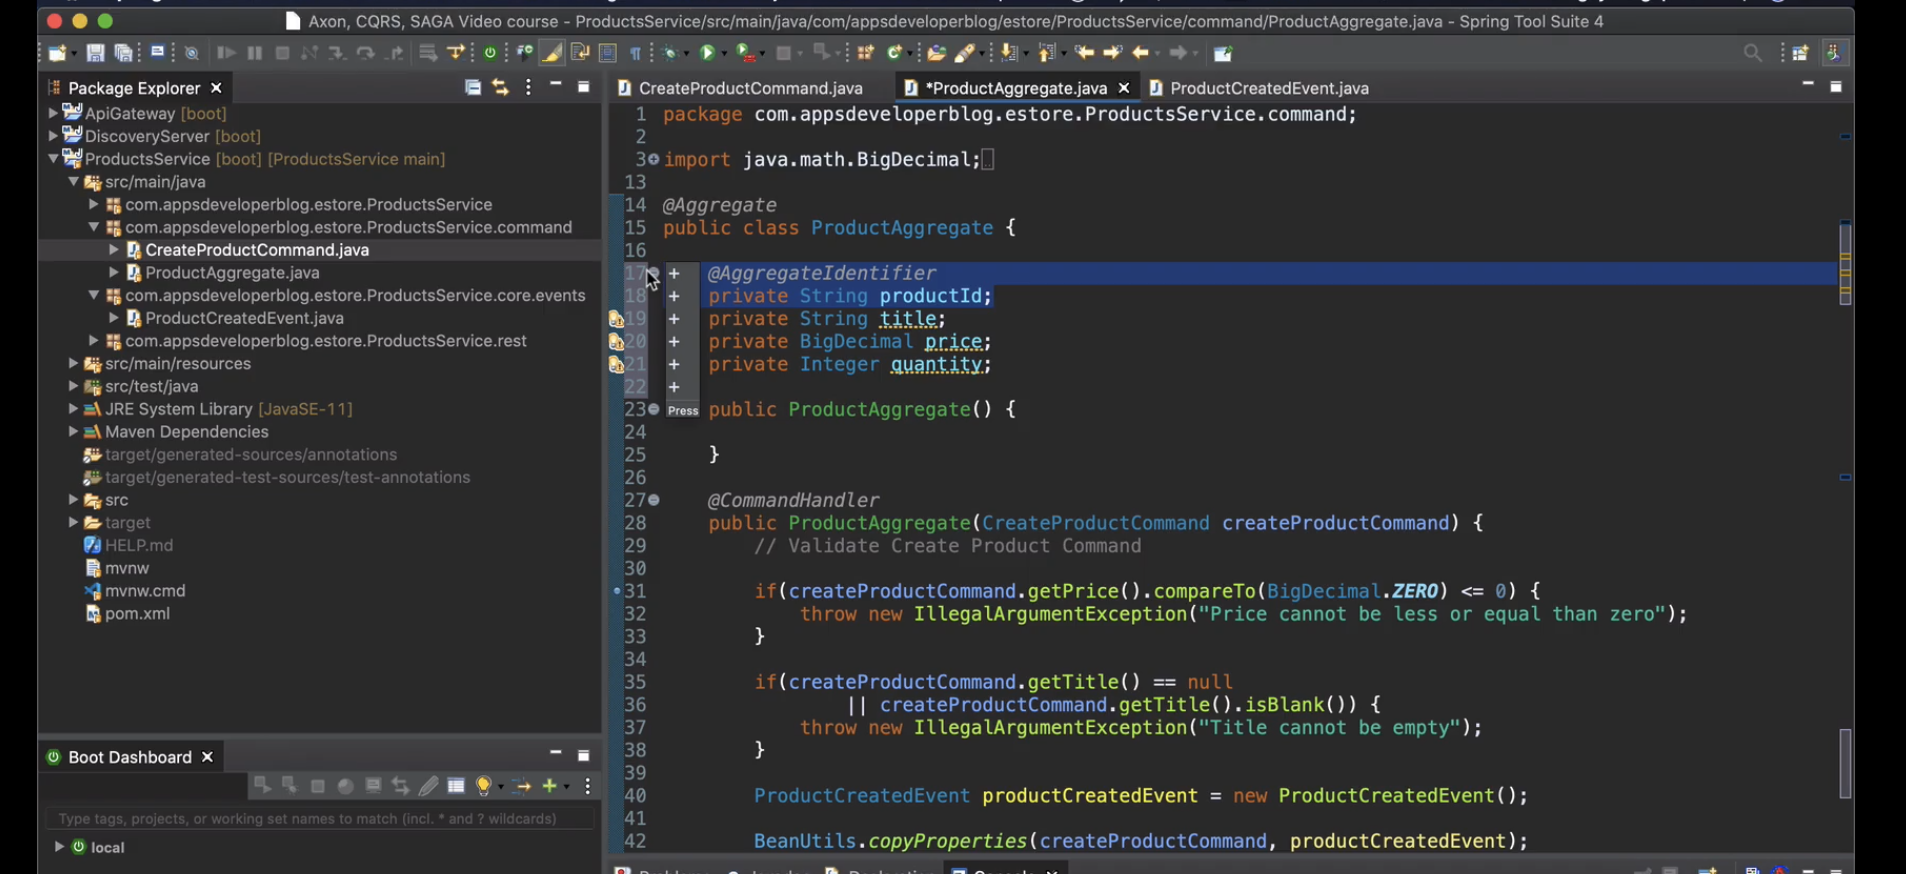 Axon, CQRS, SAGA Video course - ProductsService/src/main/java/com/appsdeveloperblog/estore/ProductsService/command/ProductAggregate.java - Spring Tool Suite 4
Package Explorer
ApiGateway [boot]
DiscoveryServer [boot]
ProductsService [boot] [ProductsService main]
src/main/java
com.appsdeveloperblog.estore.ProductsService
com.appsdeveloperblog.estore.ProductsService.command
CreateProductCommand.java
ProductAggregate.java
com.appsdeveloperblog.estore.ProductsService.core.events
ProductCreatedEvent.java
com.appsdeveloperblog.estore.ProductsService.rest
src/main/resources
src/test/java
JRE System Library [JavaSE-11]
Maven Dependencies
target/generated-sources/annotations
target/generated-test-sources/test-annotations
src
target
HELP.md
mvnw
mvnw.cmd
pom.xml
Boot Dashboard
Type tags, projects, or working set names to match (incl. * and ? wildcards)
local
CreateProductCommand.java
*ProductAggregate.java
ProductCreatedEvent.java
1 package com.appsdeveloperblog.estore.ProductsService.command;
2
3 import java.math.BigDecimal;
13
14 @Aggregate
15 public class ProductAggregate {
16
17 + @AggregateIdentifier
18 + private String productId;
19 + private String title;
20 + private BigDecimal price;
21 + private Integer quantity;
22 +
Press
23 public ProductAggregate() {
24
25 }
26
27 @CommandHandler
28 public ProductAggregate(CreateProductCommand createProductCommand) {
29 // Validate Create Product Command
30
31 if(createProductCommand.getPrice().compareTo(BigDecimal.ZERO) <= 0) {
32 throw new IllegalArgumentException("Price cannot be less or equal than zero");
33 }
34
35 if(createProductCommand.getTitle() == null
36 || createProductCommand.getTitle().isBlank()) {
37 throw new IllegalArgumentException("Title cannot be empty");
38 }
39
40 ProductCreatedEvent productCreatedEvent = new ProductCreatedEvent();
41
42 BeanUtils.copyProperties(createProductCommand, productCreatedEvent);